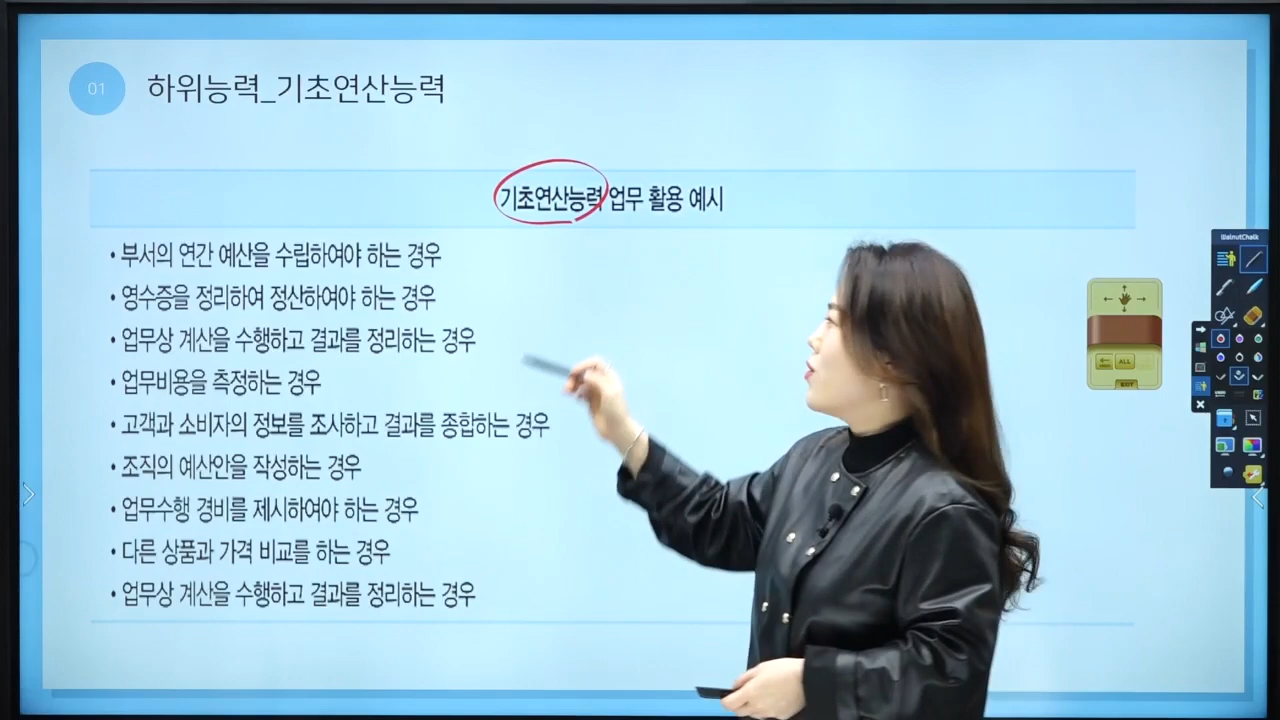 01
하위능력_기초연산능력
기초연산능력 업무 활용 예시
• 부서의 연간 예산을 수립하여야 하는 경우
• 영수증을 정리하여 정산하여야 하는 경우
• 업무상 계산을 수행하고 결과를 정리하는 경우
• 업무비용을 측정하는 경우
• 고객과 소비자의 정보를 조사하고 결과를 종합하는 경우
• 조직의 예산안을 작성하는 경우
• 업무수행 경비를 제시하여야 하는 경우
• 다른 상품과 가격 비교를 하는 경우
• 업무상 계산을 수행하고 결과를 정리하는 경우
WalnutChalk
ALL
EXIT